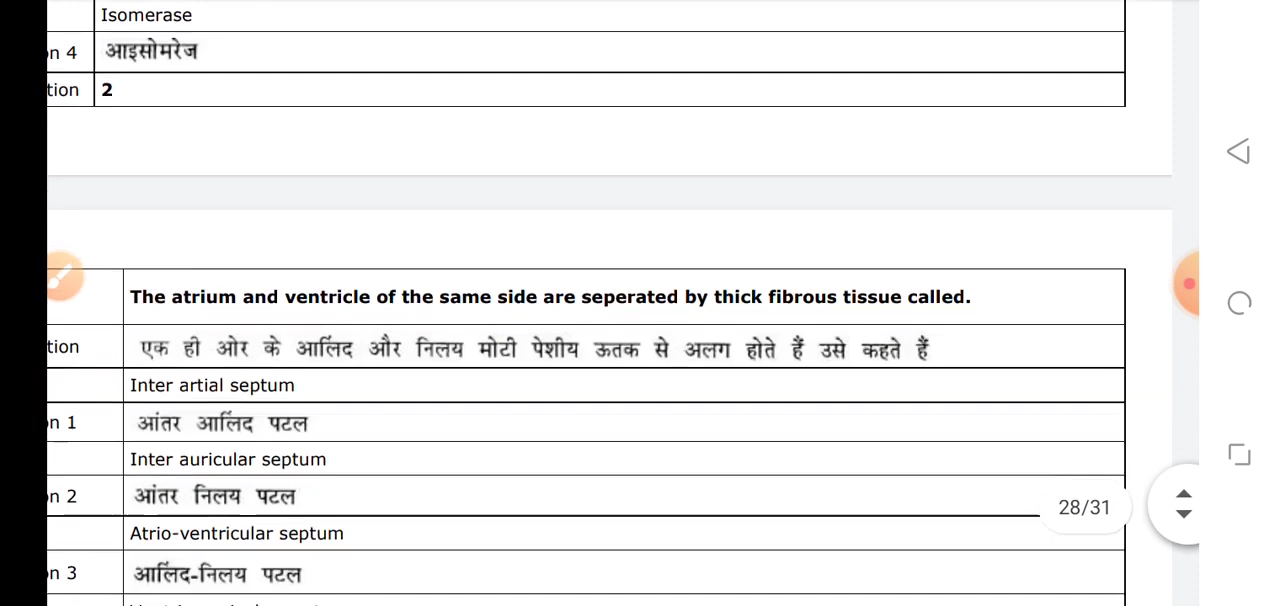 Isomerase
n 4
आइसोमरेज
tion
2
The atrium and ventricle of the same side are seperated by thick fibrous tissue called.
tion
एक ही ओर के आलिंद और निलय मोटी पेशीय ऊतक से अलग होते हैं उसे कहते हैं
Inter artial septum
n 1
आंतर आलिंद पटल
Inter auricular septum
n 2
आंतर निलय पटल
28/31
Atrio-ventricular septum
n 3
आलिंद-निलय पटल